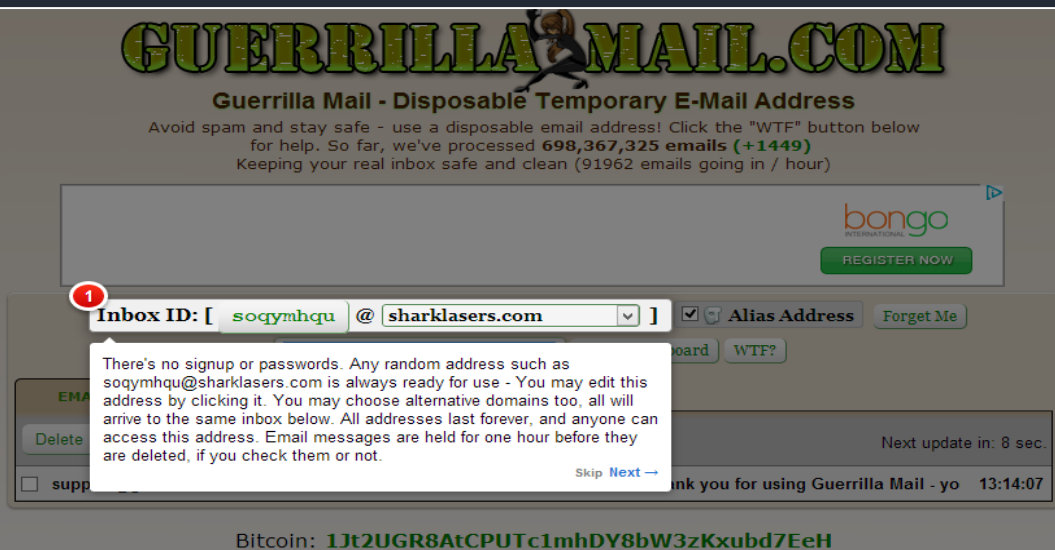 GUERRILLA MAIL.COM
Guerrilla Mail - Disposable Temporary E-Mail Address
Avoid spam and stay safe - use a disposable email address! Click the "WTF" button below
for help. So far, we've processed 698,367,325 emails (+1449)
Keeping your real inbox safe and clean (91962 emails going in / hour)
bongo
INTERNATIONAL
REGISTER NOW
1
Inbox ID: [ soqymhqu @ sharklasers.com ] Alias Address Forget Me
oard WTF?
There's no signup or passwords. Any random address such as
soqymhqu@sharklasers.com is always ready for use - You may edit this
address by clicking it. You may choose alternative domains too, all will
arrive to the same inbox below. All addresses last forever, and anyone can
access this address. Email messages are held for one hour before they
are deleted, if you check them or not.
Skip Next →
EMA
Delete Next update in: 8 sec.
supp nk you for using Guerrilla Mail - yo 13:14:07
Bitcoin: 1Jt2UGR8AtCPUTc1mhDY8bW3zKxubd7EeH